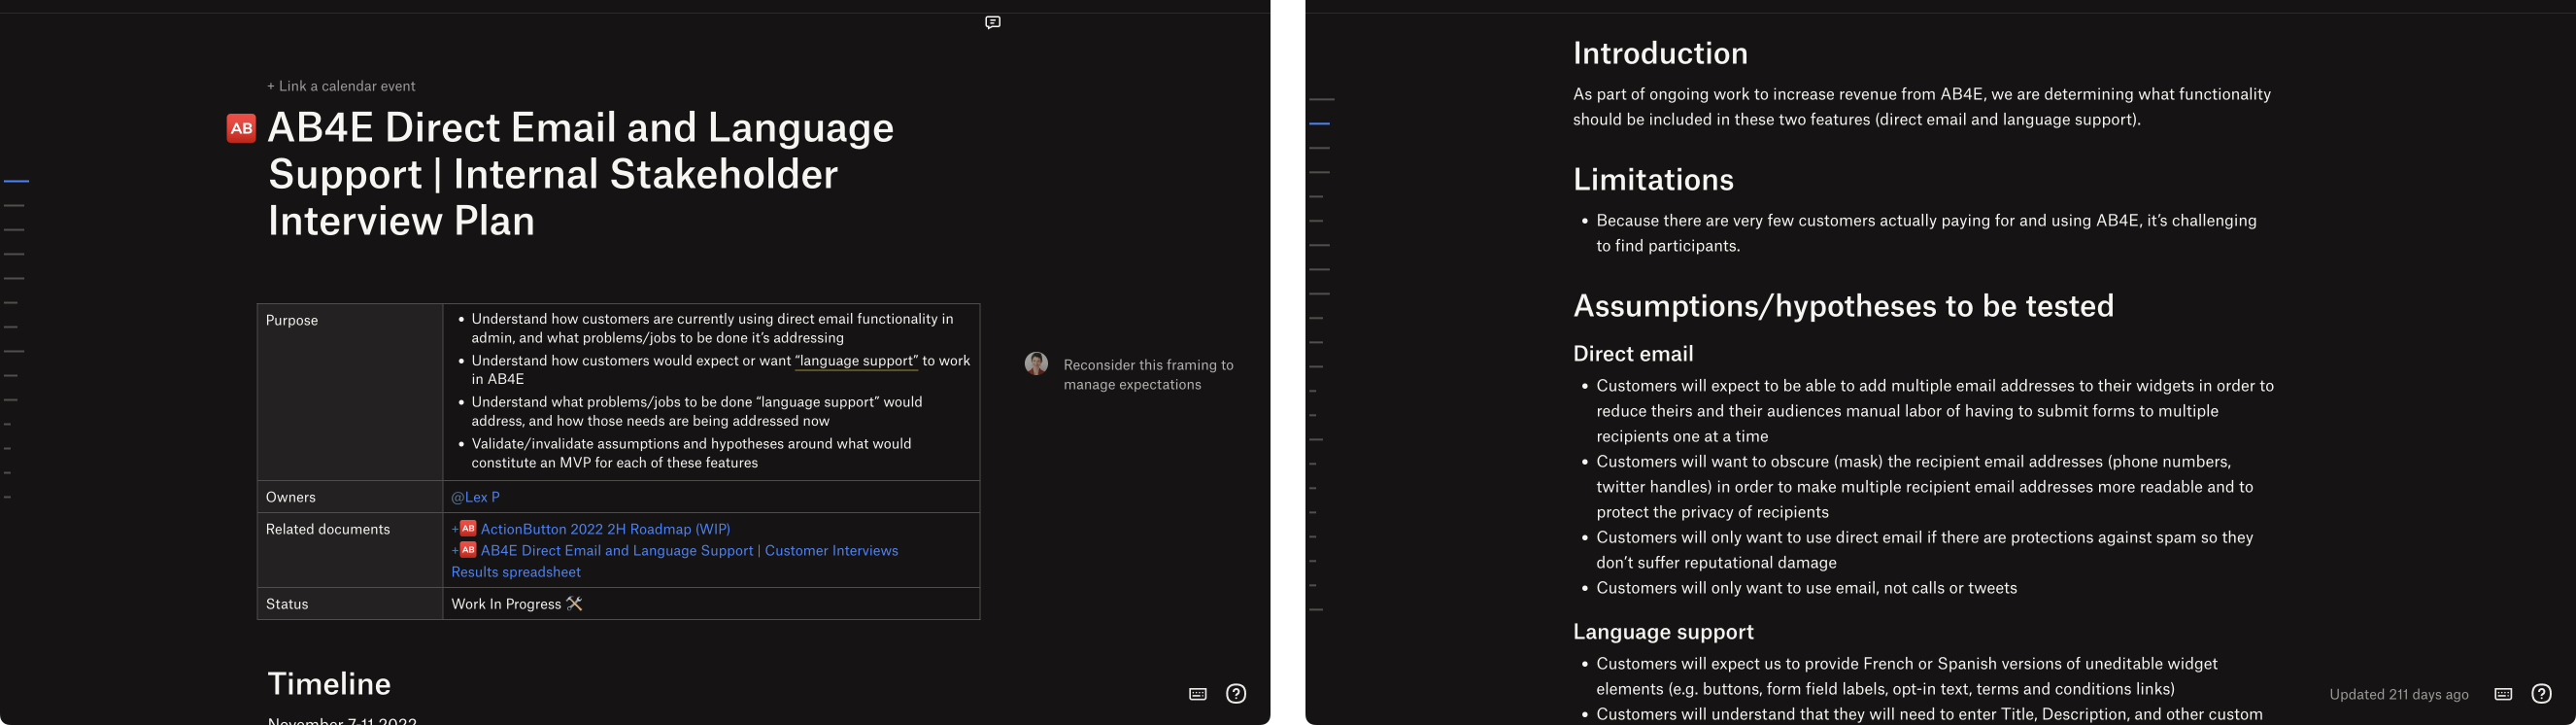 + Link a calendar event
AB AB4E Direct Email and Language
Support | Internal Stakeholder
Interview Plan
Purpose
• Understand how customers are currently using direct email functionality in
admin, and what problems/jobs to be done it’s addressing
• Understand how customers would expect or want “language support” to work
in AB4E
• Understand what problems/jobs to be done “language support” would
address, and how those needs are being addressed now
• Validate/invalidate assumptions and hypotheses around what would
constitute an MVP for each of these features
Reconsider this framing to
manage expectations
Owners
@Lex P
Related documents
+AB ActionButton 2022 2H Roadmap (WIP)
+AB AB4E Direct Email and Language Support | Customer Interviews
Results spreadsheet
Status
Work In Progress 🛠
Timeline
November 7-11 2022
Introduction
As part of ongoing work to increase revenue from AB4E, we are determining what functionality
should be included in these two features (direct email and language support).
Limitations
• Because there are very few customers actually paying for and using AB4E, it’s challenging
to find participants.
Assumptions/hypotheses to be tested
Direct email
• Customers will expect to be able to add multiple email addresses to their widgets in order to
reduce theirs and their audiences manual labor of having to submit forms to multiple
recipients one at a time
• Customers will want to obscure (mask) the recipient email addresses (phone numbers,
twitter handles) in order to make multiple recipient email addresses more readable and to
protect the privacy of recipients
• Customers will only want to use direct email if there are protections against spam so they
don’t suffer reputational damage
• Customers will only want to use email, not calls or tweets
Language support
• Customers will expect us to provide French or Spanish versions of uneditable widget
elements (e.g. buttons, form field labels, opt-in text, terms and conditions links)
• Customers will understand that they will need to enter Title, Description, and other custom
Updated 211 days ago